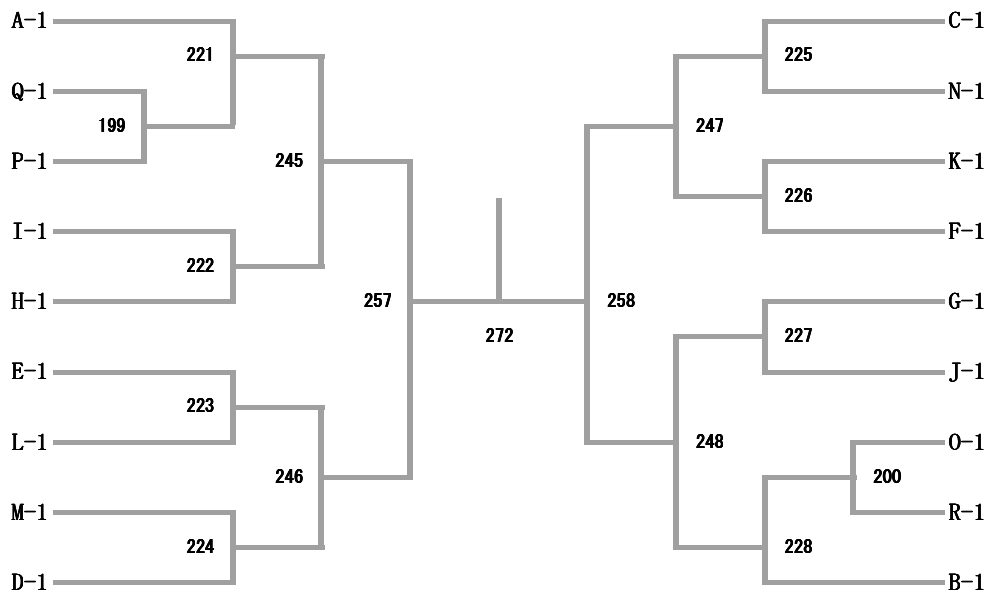 A-1 C-1
221 225
Q-1 N-1
199 247
P-1 245 K-1
226
I-1 F-1
222
H-1 257 258 G-1
272 227
E-1 J-1
223
L-1 248 O-1
246 200
M-1 R-1
224 228
D-1 B-1